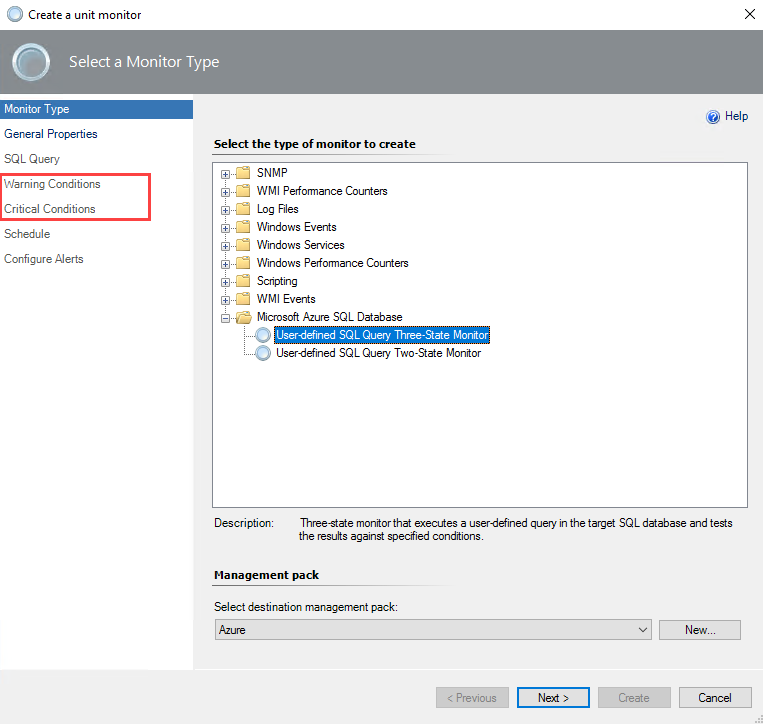 Create a unit monitor
Select a Monitor Type
Monitor Type
General Properties
SQL Query
Warning Conditions
Critical Conditions
Schedule
Configure Alerts
Help
Select the type of monitor to create
SNMP
WMI Performance Counters
Log Files
Windows Events
Windows Services
Windows Performance Counters
Scripting
WMI Events
Microsoft Azure SQL Database
User-defined SQL Query Three-State Monitor
User-defined SQL Query Two-State Monitor
Description: Three-state monitor that executes a user-defined query in the target SQL database and tests
the results against specified conditions.
Management pack
Select destination management pack:
Azure
New...
< Previous
Next >
Create
Cancel